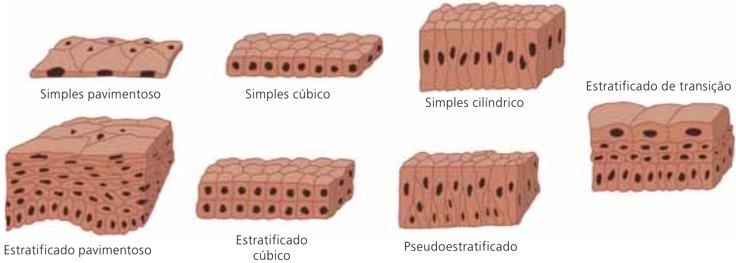 Simples pavimentoso
Simples cúbico
Simples cilíndrico
Estratificado de transição
Estratificado pavimentoso
Estratificado
cúbico
Pseudoestratificado